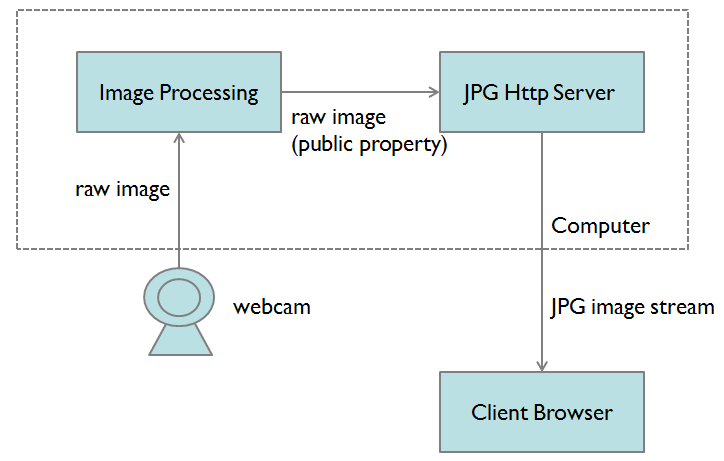 Image Processing
JPG Http Server
raw image
(public property)
raw image
Computer
webcam
JPG image stream
Client Browser